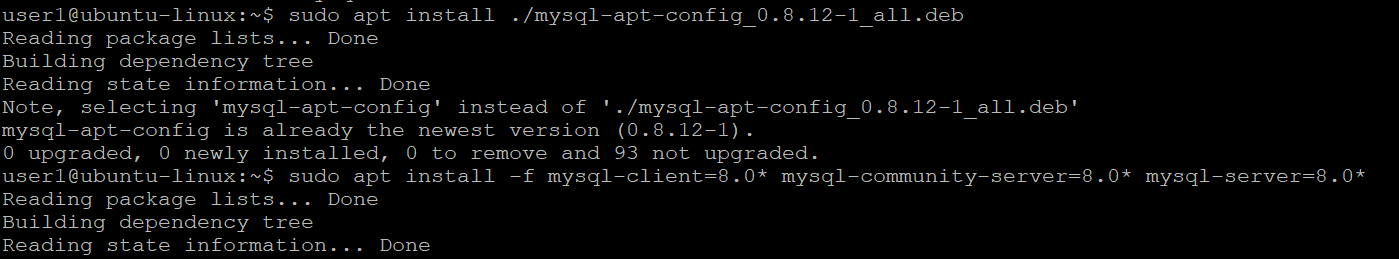 user1@ubuntu-linux:~$ sudo apt install ./mysql-apt-config_0.8.12-1_all.deb
Reading package lists... Done
Building dependency tree
Reading state information... Done
Note, selecting 'mysql-apt-config' instead of './mysql-apt-config_0.8.12-1_all.deb'
mysql-apt-config is already the newest version (0.8.12-1).
0 upgraded, 0 newly installed, 0 to remove and 93 not upgraded.
user1@ubuntu-linux:~$ sudo apt install -f mysql-client=8.0* mysql-community-server=8.0* mysql-server=8.0*
Reading package lists... Done
Building dependency tree
Reading state information... Done